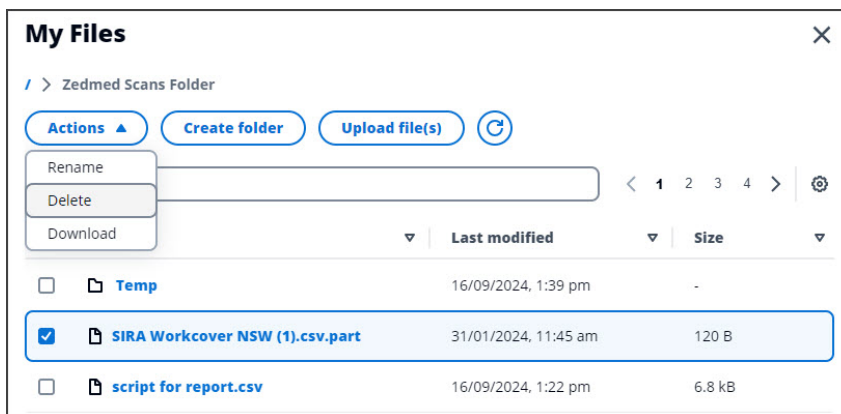 My Files
/ > Zedmed Scans Folder
Actions Create folder Upload file(s)
Rename
1 2 3 4
Delete
Download
Last modified Size
Temp 16/09/2024, 1:39 pm -
SIRA Workcover NSW (1).csv.part 31/01/2024, 11:45 am 120 B
script for report.csv 16/09/2024, 1:22 pm 6.8 kB